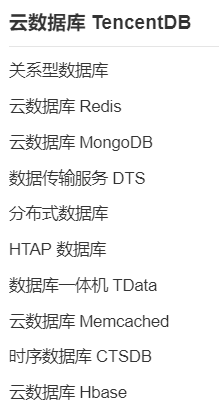 云数据库 TencentDB
关系型数据库
云数据库 Redis
云数据库 MongoDB
数据传输服务 DTS
分布式数据库
HTAP 数据库
数据库一体机 TData
云数据库 Memcached
时序数据库 CTSDB
云数据库 Hbase